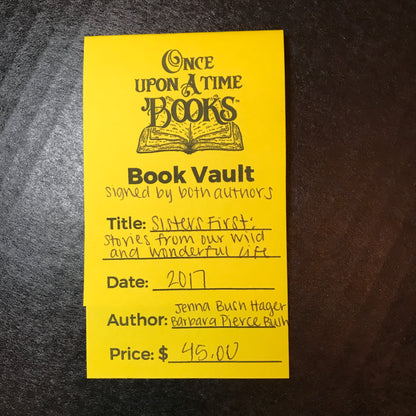 ONCE
UPON A TIME
BOOKS™
Book Vault
signed by both authors
Title: Sisters First:
Stories from our wild
and wonderful life
Date: 2017
Jenna Bush Hager
Author: Barbara Pierce Bush
Price: $ 45.00